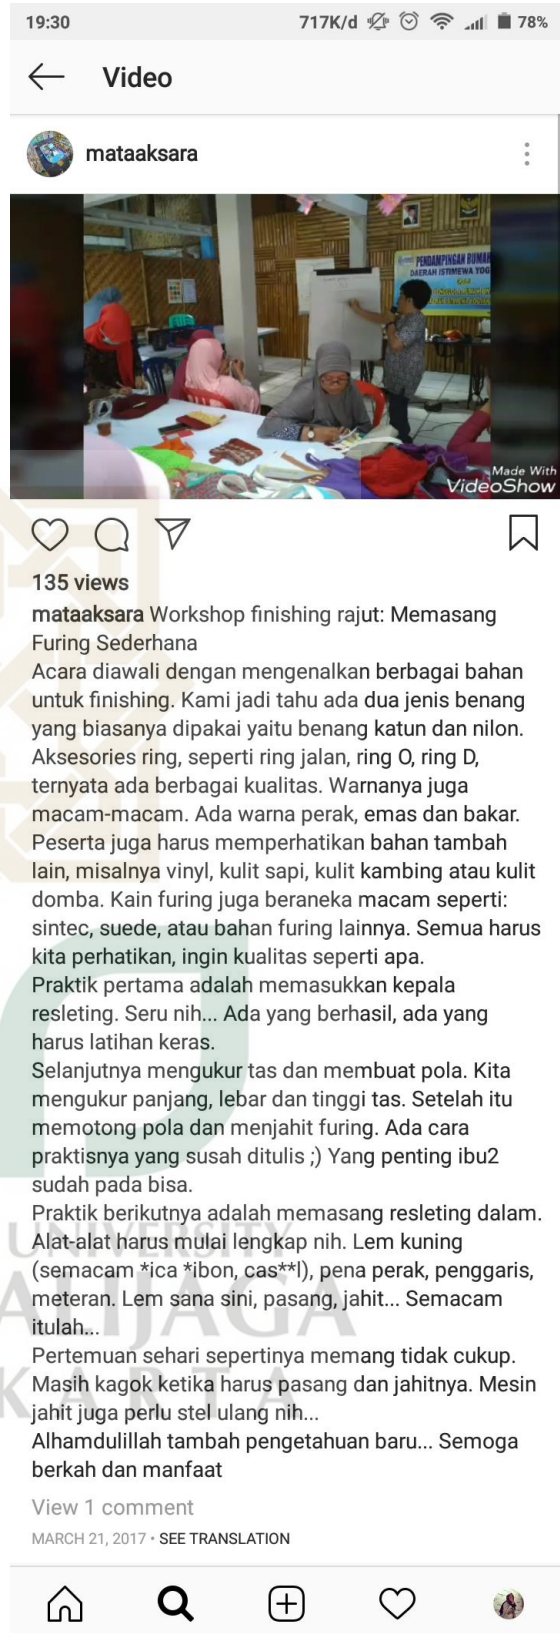 19:30 717K/d 78%
Video
mataaksara
PENDAMPINGAN RUMAH
DAERAH ISTIMEWA YOG
Made With
VideoShow
135 views
mataaksara Workshop finishing rajut: Memasang
Furing Sederhana
Acara diawali dengan mengenalkan berbagai bahan
untuk finishing. Kami jadi tahu ada dua jenis benang
yang biasanya dipakai yaitu benang katun dan nilon.
Aksesories ring, seperti ring jalan, ring O, ring D,
ternyata ada berbagai kualitas. Warnanya juga
macam-macam. Ada warna perak, emas dan bakar.
Peserta juga harus memperhatikan bahan tambah
lain, misalnya vinyl, kulit sapi, kulit kambing atau kulit
domba. Kain furing juga beraneka macam seperti:
sintec, suede, atau bahan furing lainnya. Semua harus
kita perhatikan, ingin kualitas seperti apa.
Praktik pertama adalah memasukkan kepala
resleting. Seru nih... Ada yang berhasil, ada yang
harus latihan keras.
Selanjutnya mengukur tas dan membuat pola. Kita
mengukur panjang, lebar dan tinggi tas. Setelah itu
memotong pola dan menjahit furing. Ada cara
praktisnya yang susah ditulis ;) Yang penting ibu2
sudah pada bisa.
Praktik berikutnya adalah memasang resleting dalam.
Alat-alat harus mulai lengkap nih. Lem kuning
(semacam *ica *ibon, cas**l), pena perak, penggaris,
meteran. Lem sana sini, pasang, jahit... Semacam
itulah...
Pertemuan sehari sepertinya memang tidak cukup.
Masih kagok ketika harus pasang dan jahitnya. Mesin
jahit juga perlu stel ulang nih...
Alhamdulillah tambah pengetahuan baru... Semoga
berkah dan manfaat
View 1 comment
MARCH 21, 2017 • SEE TRANSLATION
UNIVERSITY
ALIJAGA
KARTA